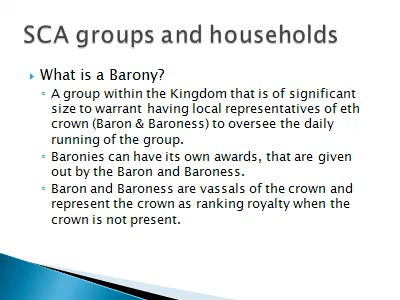 SCA groups and households
What is a Barony?
A group within the Kingdom that is of significant
size to warrant having local representatives of eth
crown (Baron & Baroness) to oversee the daily
running of the group.
Baronies can have its own awards, that are given
out by the Baron and Baroness.
Baron and Baroness are vassals of the crown and
represent the crown as ranking royalty when the
crown is not present.